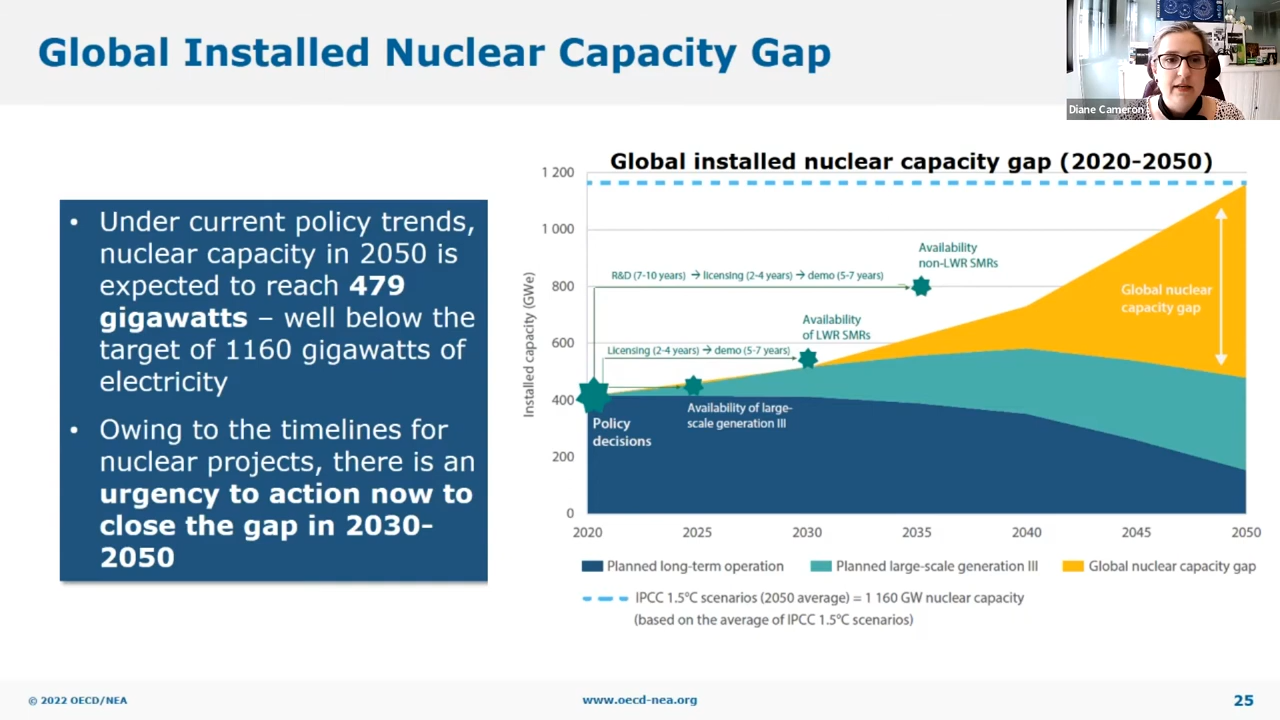 Global Installed Nuclear Capacity Gap
Diane Cameron
• Under current policy trends,
nuclear capacity in 2050 is
expected to reach 479
gigawatts – well below the
target of 1160 gigawatts of
electricity
• Owing to the timelines for
nuclear projects, there is an
urgency to action now to
close the gap in 2030-
2050
Global installed nuclear capacity gap (2020-2050)
Installed capacity (GWe)
1 200
1 000
800
600
400
200
0
R&D (7-10 years) → licensing (2-4 years) → demo (5-7 years)
Availability
non-LWR SMRs
Licensing (2-4 years) → demo (5-7 years)
Availability
of LWR SMRs
Availability of large-
scale generation III
Policy
decisions
Global nuclear
capacity gap
2020 2025 2030 2035 2040 2045 2050
Planned long-term operation Planned large-scale generation III Global nuclear capacity gap
IPCC 1.5°C scenarios (2050 average) = 1 160 GW nuclear capacity
(based on the average of IPCC 1.5°C scenarios)
© 2022 OECD/NEA www.oecd-nea.org 25